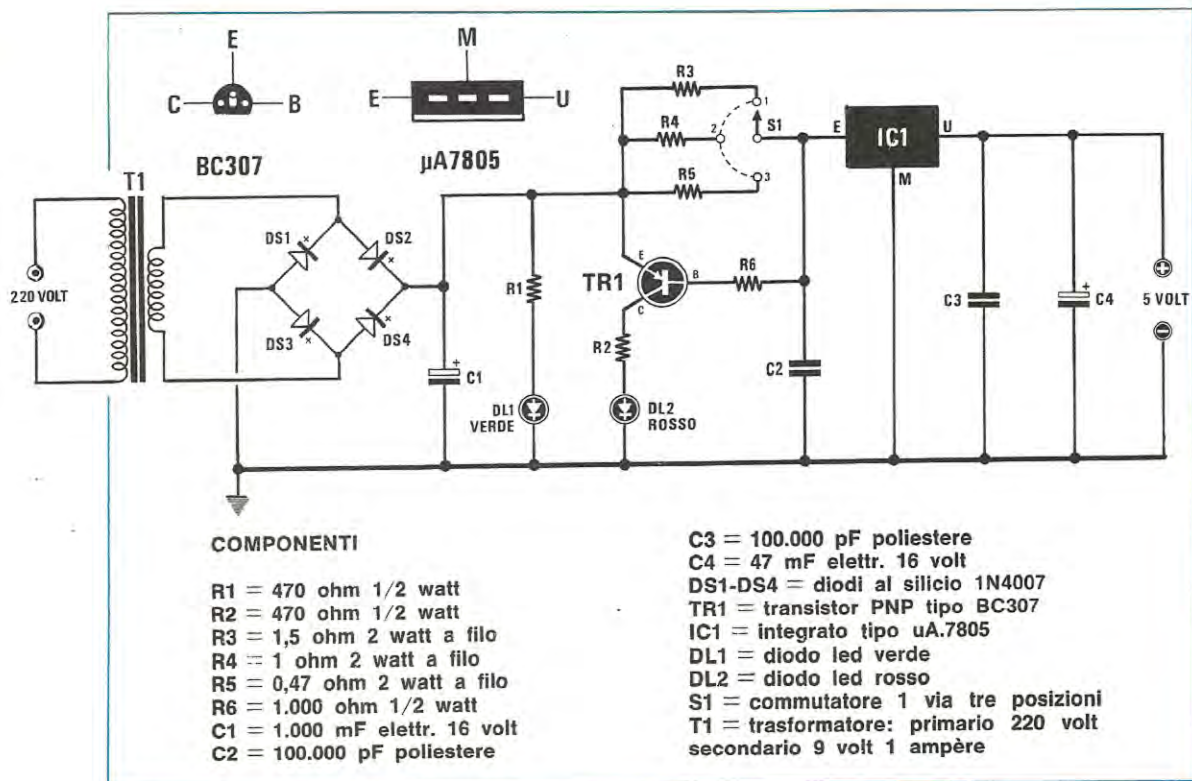 E
C
B
BC307
M
E
U
µA7805
T1
220 VOLT
DS1
DS2
DS3
DS4
+
C1
R1
DL1
VERDE
R3
R4
R5
1
2
3
S1
TR1
E
B
C
R6
R2
DL2
ROSSO
C2
E
IC1
U
M
C3
+
C4
+
5 VOLT
−
COMPONENTI
R1 = 470 ohm 1/2 watt
R2 = 470 ohm 1/2 watt
R3 = 1,5 ohm 2 watt a filo
R4 = 1 ohm 2 watt a filo
R5 = 0,47 ohm 2 watt a filo
R6 = 1.000 ohm 1/2 watt
C1 = 1.000 mF elettr. 16 volt
C2 = 100.000 pF poliestere
C3 = 100.000 pF poliestere
C4 = 47 mF elettr. 16 volt
DS1-DS4 = diodi al silicio 1N4007
TR1 = transistor PNP tipo BC307
IC1 = integrato tipo uA.7805
DL1 = diodo led verde
DL2 = diodo led rosso
S1 = commutatore 1 via tre posizioni
T1 = trasformatore: primario 220 volt
secondario 9 volt 1 ampère